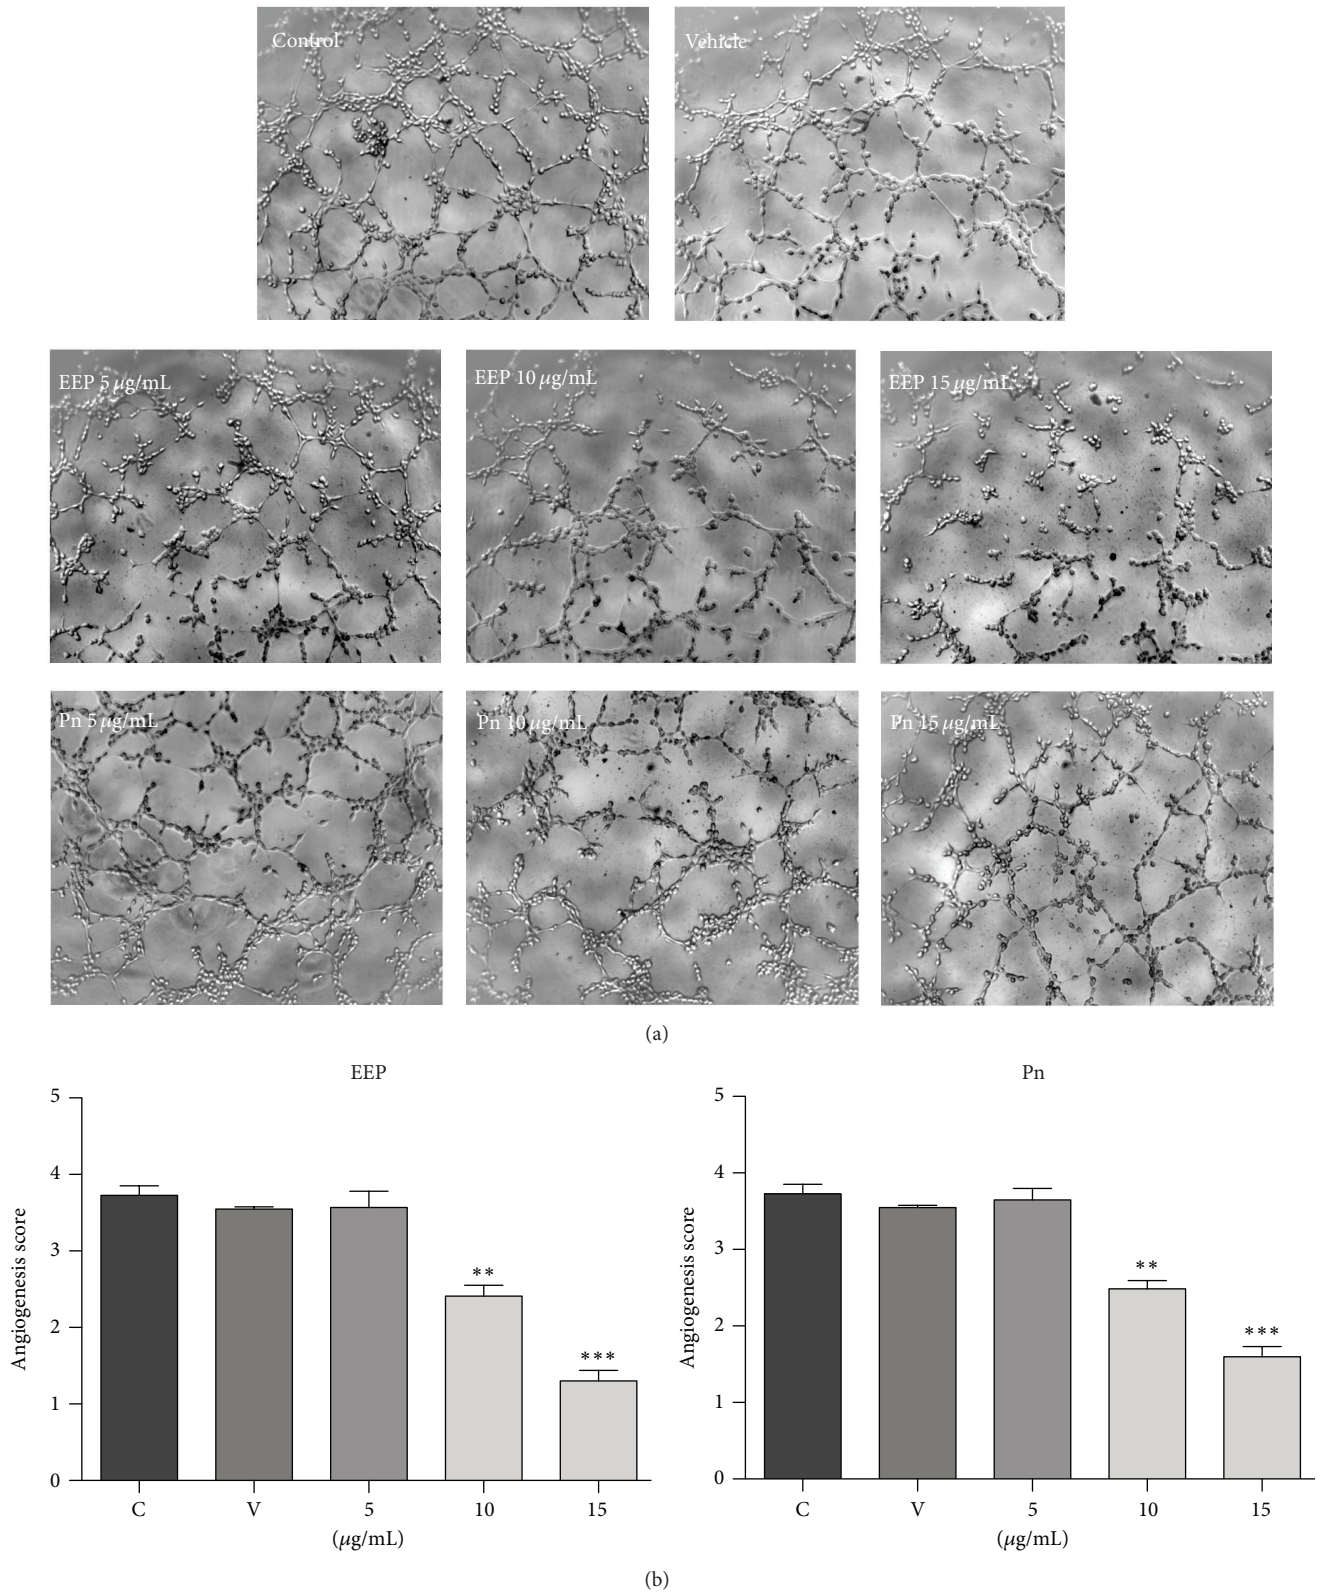 Control
Vehicle
EEP 5 μg/mL
EEP 10 μg/mL
EEP 15 μg/mL
Pn 5 μg/mL
Pn 10 μg/mL
Pn 15 μg/mL
(a)
EEP
5
4
3
2
1
0
Angiogenesis score
**
***
C
V
5
10
15
(μg/mL)
Pn
5
4
3
2
1
0
Angiogenesis score
**
***
C
V
5
10
15
(μg/mL)
(b)